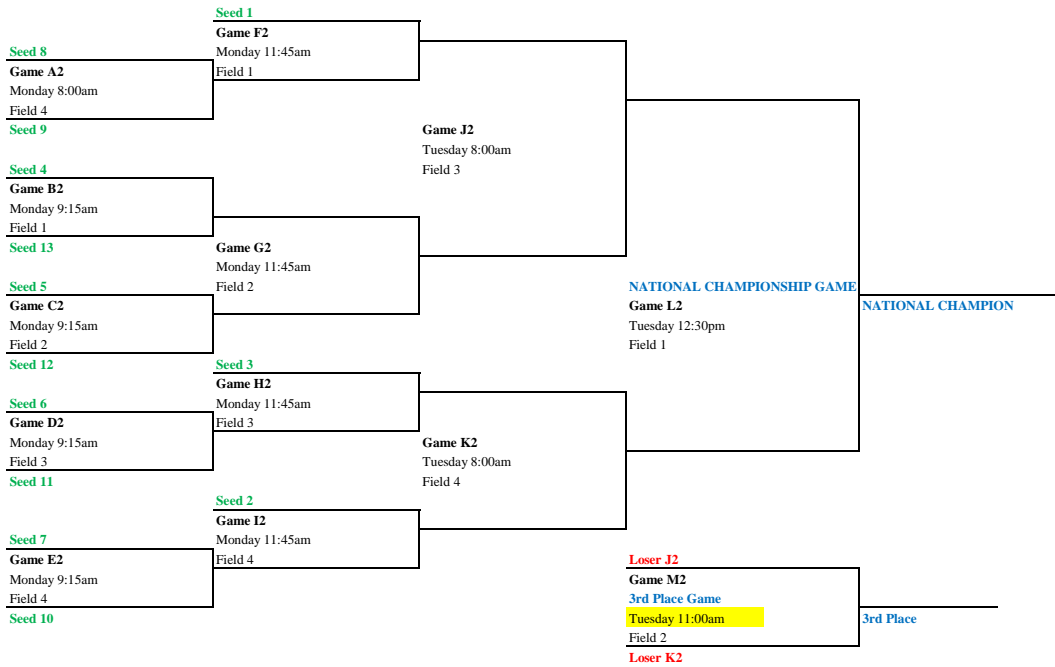 Seed 1
Game F2
Monday 11:45am
Field 1
Seed 8
Game A2
Monday 8:00am
Field 4
Seed 9
Game J2
Tuesday 8:00am
Field 3
Seed 4
Game B2
Monday 9:15am
Field 1
Seed 13
Game G2
Monday 11:45am
Field 2
Seed 5
Game C2
Monday 9:15am
Field 2
Seed 12
NATIONAL CHAMPIONSHIP GAME
Game L2
Tuesday 12:30pm
Field 1
NATIONAL CHAMPION
Seed 3
Game H2
Monday 11:45am
Field 3
Seed 6
Game D2
Monday 9:15am
Field 3
Seed 11
Game K2
Tuesday 8:00am
Field 4
Seed 2
Game I2
Monday 11:45am
Field 4
Seed 7
Game E2
Monday 9:15am
Field 4
Seed 10
Loser J2
Game M2
3rd Place Game
Tuesday 11:00am
Field 2
Loser K2
3rd Place